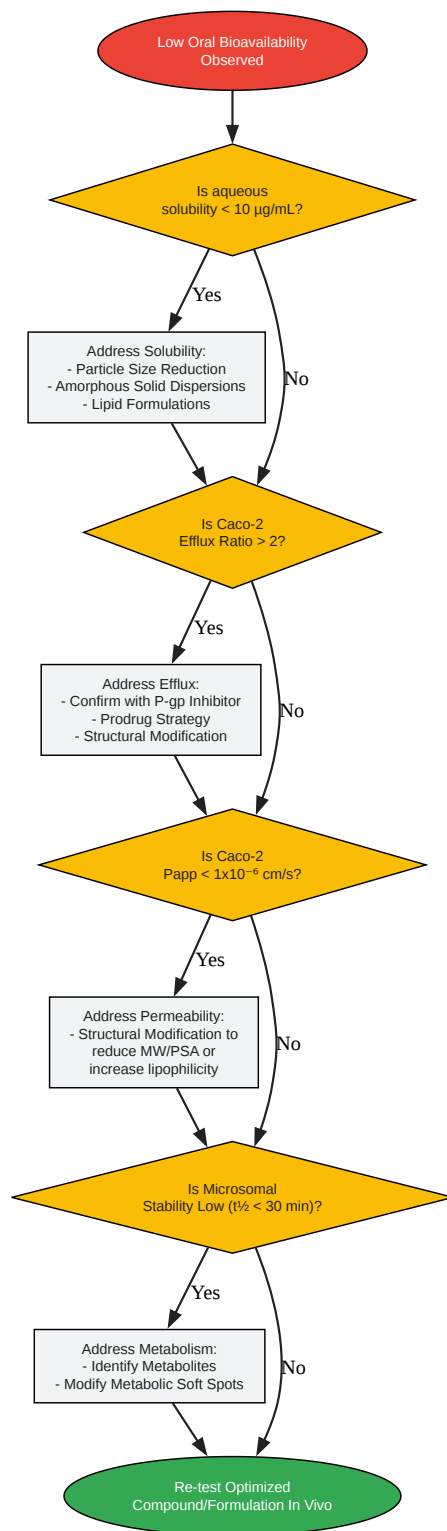 Low Oral Bioavailability
Observed
Is aqueous
solubility < 10 µg/mL?
Yes
Address Solubility:
- Particle Size Reduction
- Amorphous Solid Dispersions
- Lipid Formulations
No
Is Caco-2
Efflux Ratio > 2?
Yes
Address Efflux:
- Confirm with P-gp Inhibitor
- Prodrug Strategy
- Structural Modification
No
Is Caco-2
Papp < 1x10⁻⁶ cm/s?
Yes
Address Permeability:
- Structural Modification to
reduce MW/PSA or
increase lipophilicity
No
Is Microsomal
Stability Low (t½ < 30 min)?
Yes
Address Metabolism:
- Identify Metabolites
- Modify Metabolic Soft Spots
No
Re-test Optimized
Compound/Formulation In Vivo